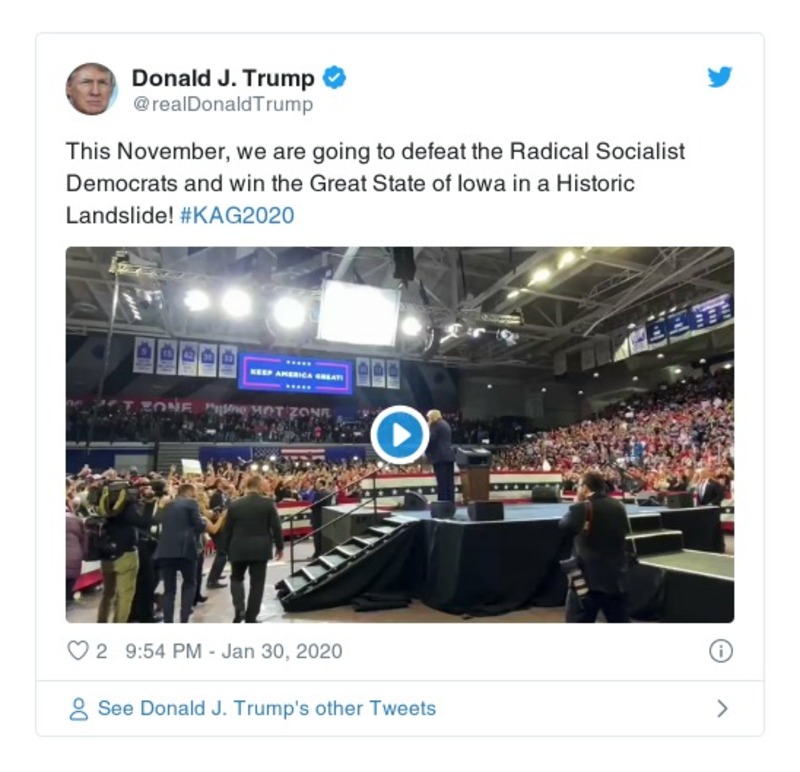 Donald J. Trump
@realDonaldTrump
This November, we are going to defeat the Radical Socialist
Democrats and win the Great State of Iowa in a Historic
Landslide! #KAG2020
KEEP AMERICA GREAT!
HOT ZONE
HOT ZONE
2 9:54 PM - Jan 30, 2020
See Donald J. Trump's other Tweets